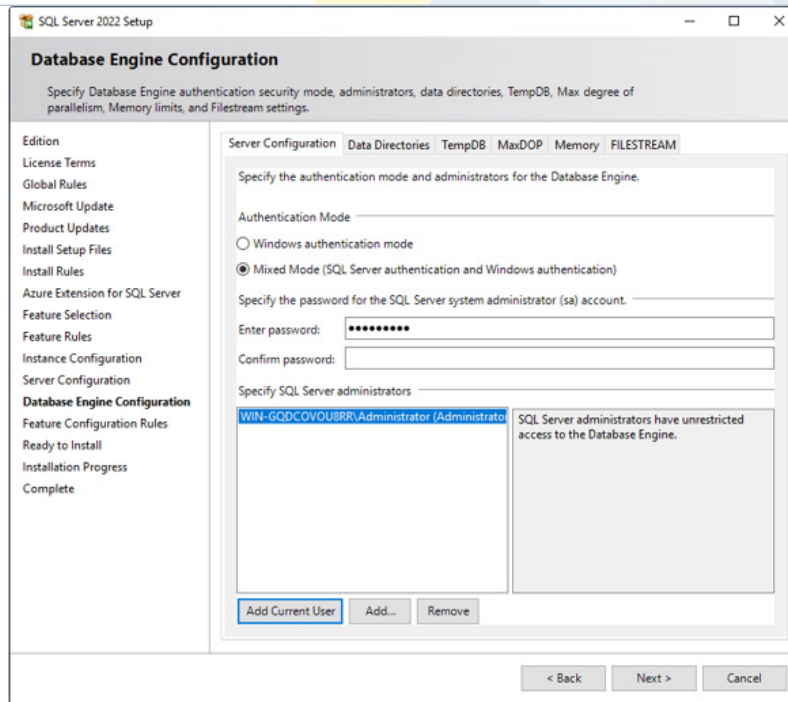 SQL Server 2022 Setup
Database Engine Configuration
Specify Database Engine authentication security mode, administrators, data directories, TempDB, Max degree of
parallelism, Memory limits, and Filestream settings.
Edition
License Terms
Global Rules
Microsoft Update
Product Updates
Install Setup Files
Install Rules
Azure Extension for SQL Server
Feature Selection
Feature Rules
Instance Configuration
Server Configuration
Database Engine Configuration
Feature Configuration Rules
Ready to Install
Installation Progress
Complete
Server Configuration Data Directories TempDB MaxDOP Memory FILESTREAM
Specify the authentication mode and administrators for the Database Engine.
Authentication Mode
Windows authentication mode
Mixed Mode (SQL Server authentication and Windows authentication)
Specify the password for the SQL Server system administrator (sa) account.
Enter password: ●●●●●●●●●
Confirm password:
Specify SQL Server administrators
WIN-GQDCOVOU8RR\Administrator (Administrator
SQL Server administrators have unrestricted
access to the Database Engine.
Add Current User Add... Remove
< Back Next > Cancel